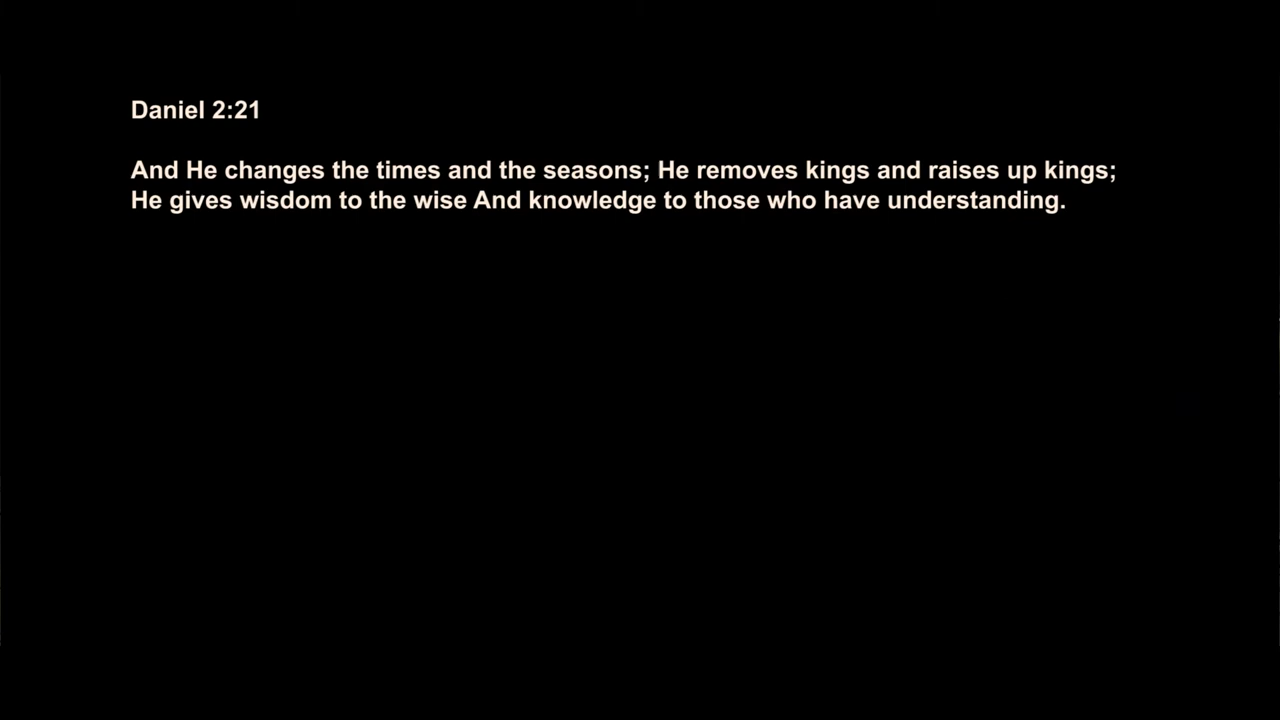 Daniel 2:21
And He changes the times and the seasons; He removes kings and raises up kings;
He gives wisdom to the wise And knowledge to those who have understanding.